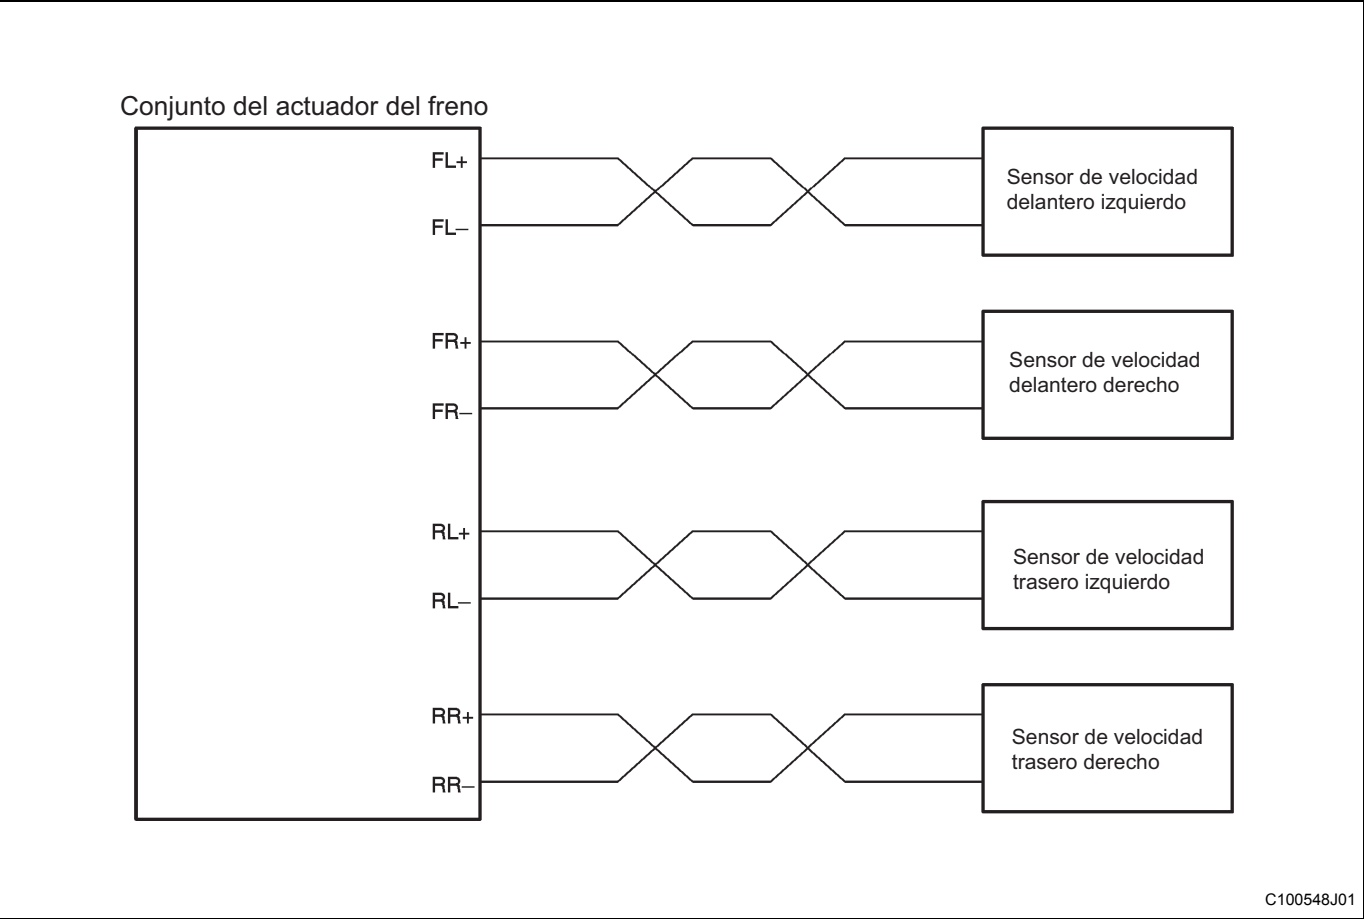 Conjunto del actuador del freno
FL+
FL–
Sensor de velocidad
delantero izquierdo
FR+
FR–
Sensor de velocidad
delantero derecho
RL+
RL–
Sensor de velocidad
trasero izquierdo
RR+
RR–
Sensor de velocidad
trasero derecho
C100548J01